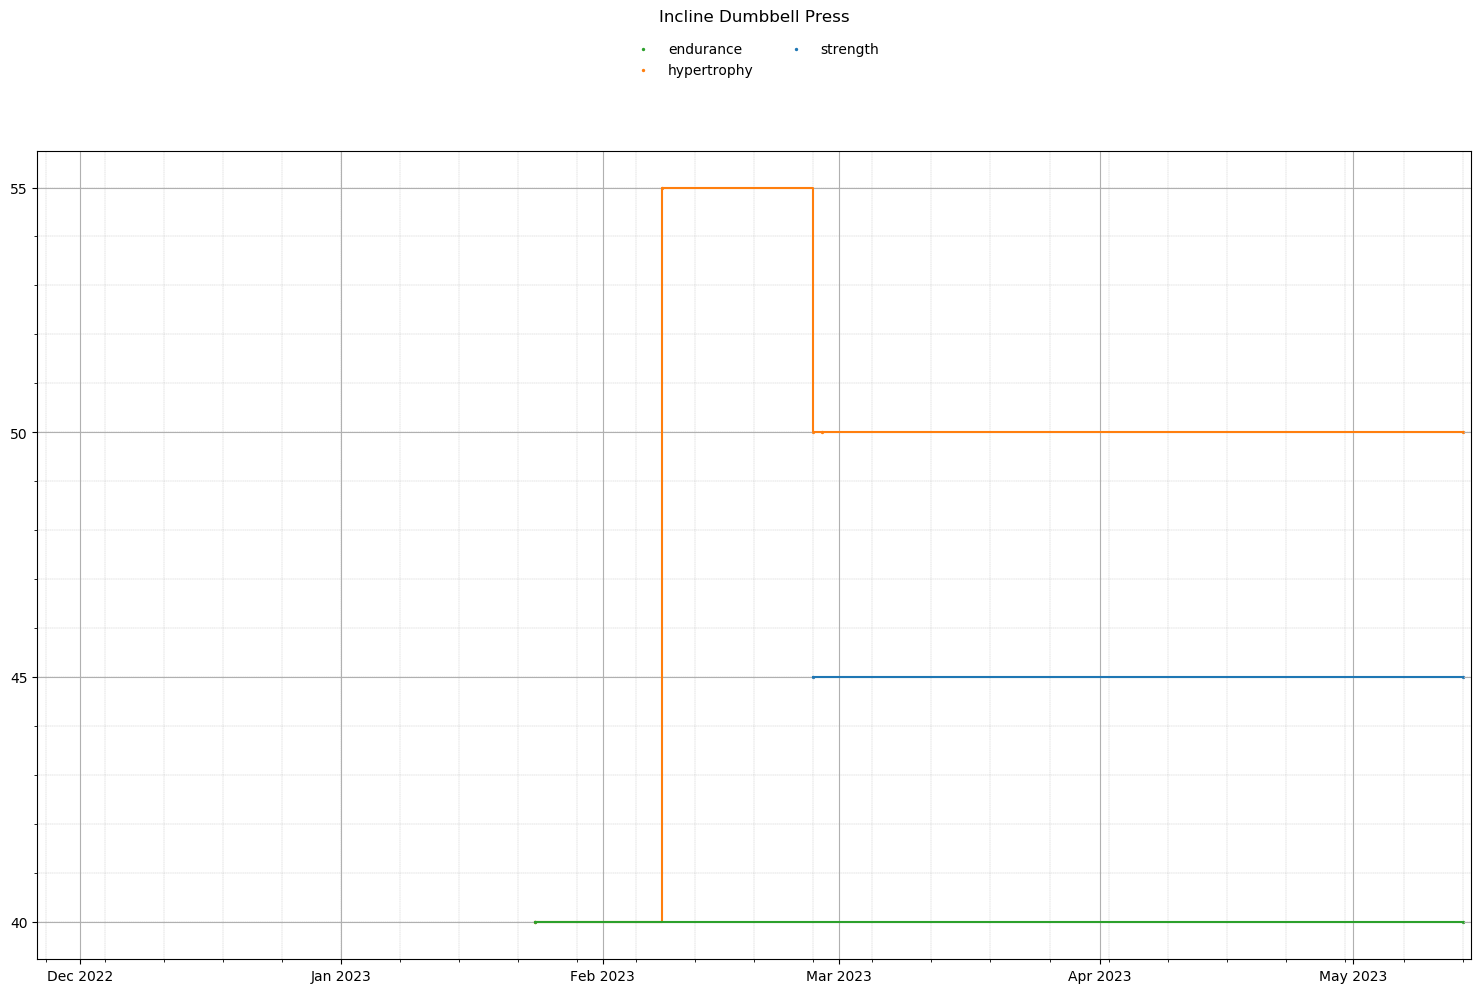 Incline Dumbbell Press
endurance
hypertrophy
strength
55
50
45
40
Dec 2022
Jan 2023
Feb 2023
Mar 2023
Apr 2023
May 2023